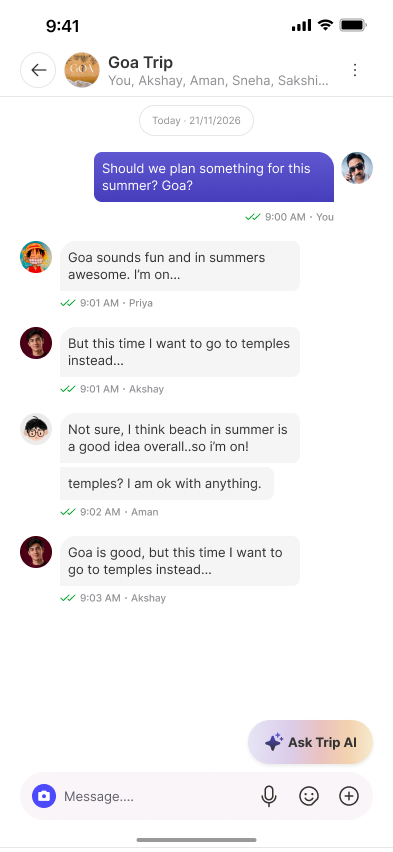 9:41
GOA
Goa Trip
You, Akshay, Aman, Sneha, Sakshi...
Today · 21/11/2026
Should we plan something for this
summer? Goa?
9:00 AM · You
Goa sounds fun and in summers
awesome. I'm on...
9:01 AM · Priya
But this time I want to go to temples
instead...
9:01 AM · Akshay
Not sure, I think beach in summer is
a good idea overall..so i'm on!
temples? I am ok with anything.
9:02 AM · Aman
Goa is good, but this time I want to
go to temples instead...
9:03 AM · Akshay
Ask Trip AI
Message....